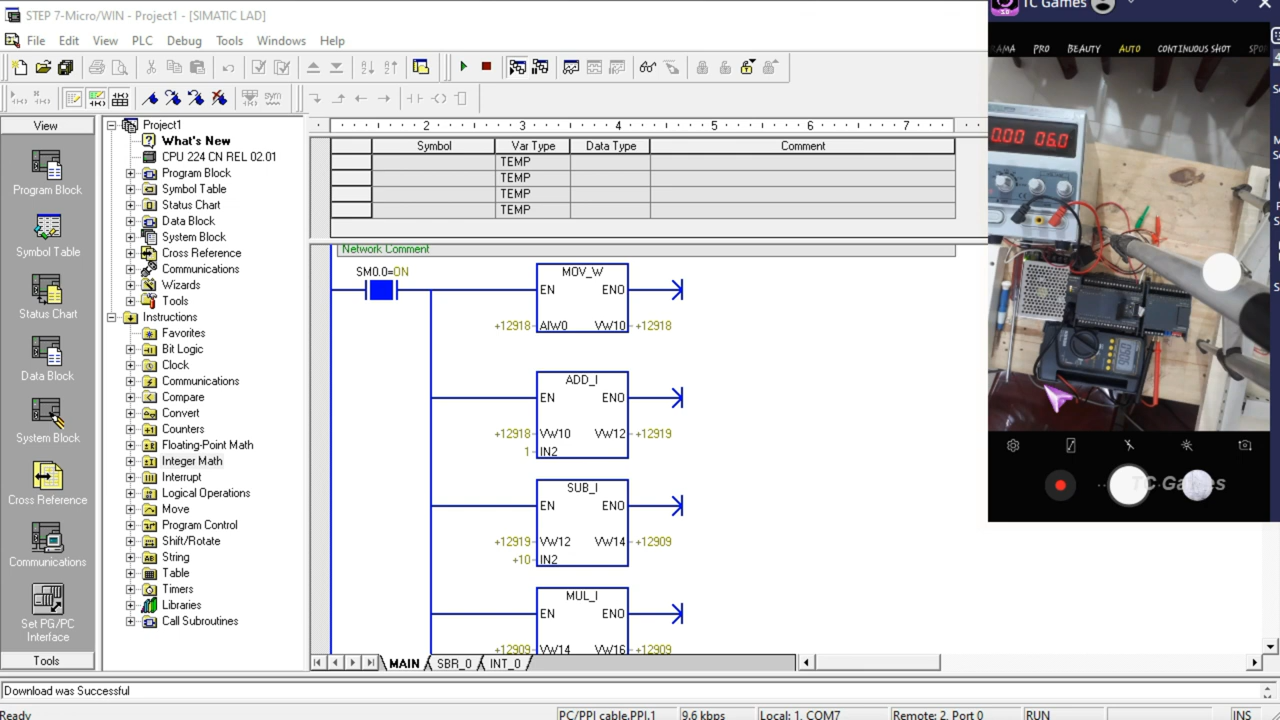 STEP 7-Micro/WIN - Project1 - [SIMATIC LAD]
File Edit View PLC Debug Tools Windows Help
View
Program Block
Symbol Table
Status Chart
Data Block
System Block
Cross Reference
Communications
Set PG/PC
Interface
Tools
Project1
What's New
CPU 224 CN REL 02.01
Program Block
Symbol Table
Status Chart
Data Block
System Block
Cross Reference
Communications
Wizards
Tools
Instructions
Favorites
Bit Logic
Clock
Communications
Compare
Convert
Counters
Floating-Point Math
Integer Math
Interrupt
Logical Operations
Move
Program Control
Shift/Rotate
String
Table
Timers
Libraries
Call Subroutines
2 3 4 5 6 7
Symbol Var Type Data Type Comment
TEMP
TEMP
TEMP
TEMP
Network Comment
SM0.0=ON MOV_W
EN ENO
+12918 AIW0 VW10 +12918
ADD_I
EN ENO
+12918 VW10 VW12 +12919
1 IN2
SUB_I
EN ENO
+12919 VW12 VW14 +12909
+10 IN2
MUL_I
EN ENO
+12909 VW14 VW16 +12909
MAIN SBR_0 INT_0
Download was Successful
Ready PC/PPI cable.PPI.1 9.6 kbps Local: 1, COM7 Remote: 2, Port 0 RUN INS
TC Games
PRO BEAUTY AUTO CONTINUOUS SHOT
0.00 06.0
TC Games